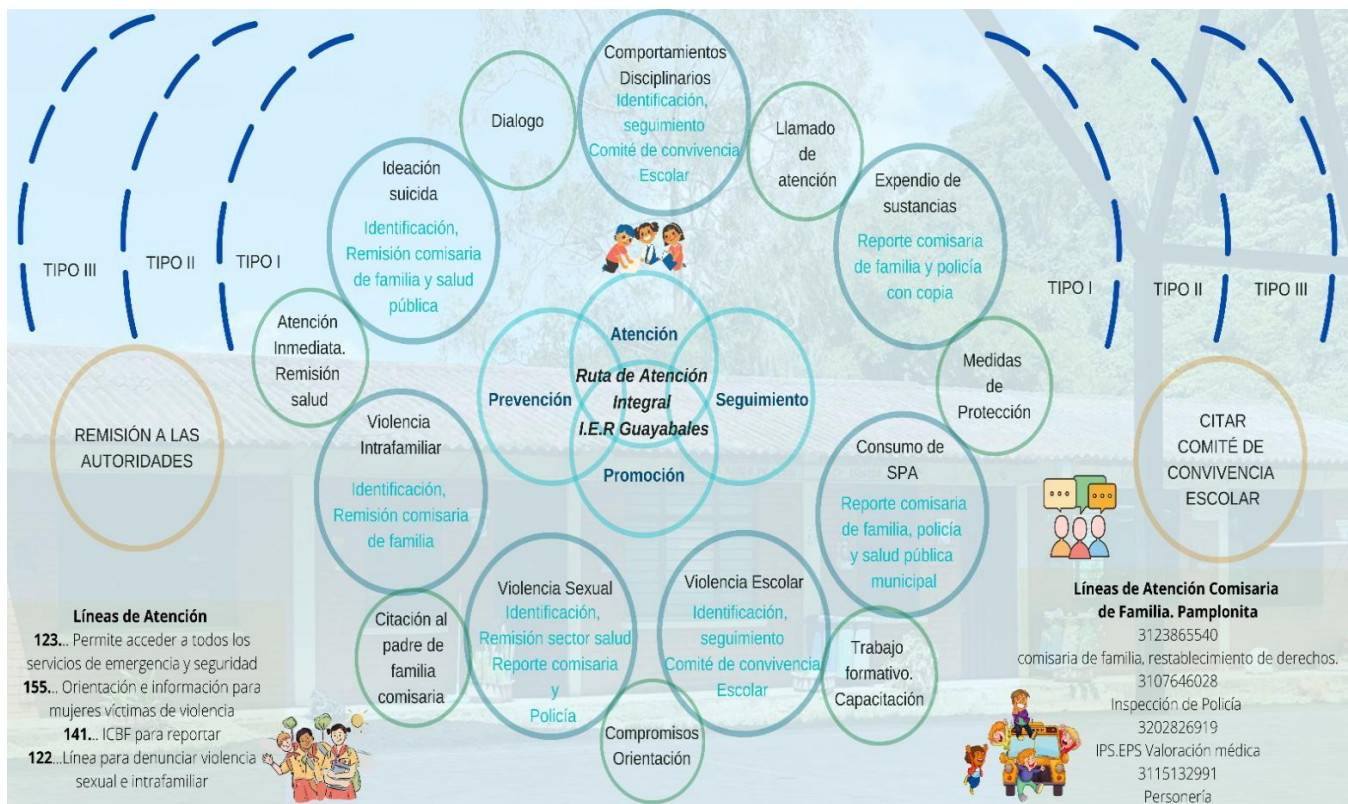 Comportamientos
Disciplinarios
Identificación,
seguimiento
Comité de convivencia
Escolar
Dialogo
Llamado
de
atención
Ideación
suicida
Identificación,
Remisión comisaria
de familia y salud
pública
Expendio de
sustancias
Reporte comisaria
de familia y policía
con copia
TIPO III
TIPO II
TIPO I
TIPO I
TIPO II
TIPO III
Atención
Inmediata.
Remisión
salud
Medidas
de
Protección
Atención
Prevención
Ruta de Atención
Integral
I.E.R Guayabales
Seguimiento
Promoción
REMISIÓN A LAS
AUTORIDADES
CITAR
COMITÉ DE
CONVIVENCIA
ESCOLAR
Violencia
Intrafamiliar
Identificación,
Remisión comisaria
de familia
Consumo de
SPA
Reporte comisaria
de familia, policía
y salud pública
municipal
Violencia Sexual
Identificación,
Remisión sector salud
Reporte comisaria
y
Policía
Violencia Escolar
Identificación,
seguimiento
Comité de convivencia
Escolar
Citación al
padre de
familia
comisaria
Trabajo
formativo.
Capacitación
Compromisos
Orientación
Líneas de Atención
123... Permite acceder a todos los
servicios de emergencia y seguridad
155... Orientación e información para
mujeres víctimas de violencia
141... ICBF para reportar
122...Línea para denunciar violencia
sexual e intrafamiliar
Líneas de Atención Comisaria
de Familia. Pamplonita
3123865540
comisaria de familia, restablecimiento de derechos.
3107646028
Inspección de Policía
3202826919
IPS.EPS Valoración médica
3115132991
Personería